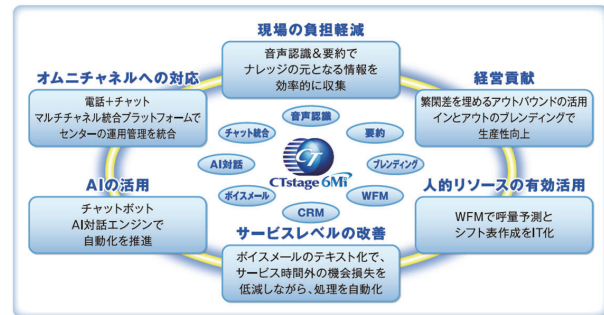 現場の負担軽減
音声認識&要約で
ナレッジの元となる情報を
効率的に収集
オムニチャネルへの対応
電話+チャット
マルチチャネル統合プラットフォームで
センターの運用管理を統合
経営貢献
繁閑差を埋めるアウトバウンドの活用
インとアウトのブレンディングで
生産性向上
音声認識
チャット統合
要約
AI対話
CT
CTstage 6Mi
ブレンディング
ボイスメール
WFM
CRM
AIの活用
チャットボット
AI対話エンジンで
自動化を推進
サービスレベルの改善
ボイスメールのテキスト化で、
サービス時間外の機会損失を
低減しながら、処理を自動化
人的リソースの有効活用
WFMで呼量予測と
シフト表作成をIT化